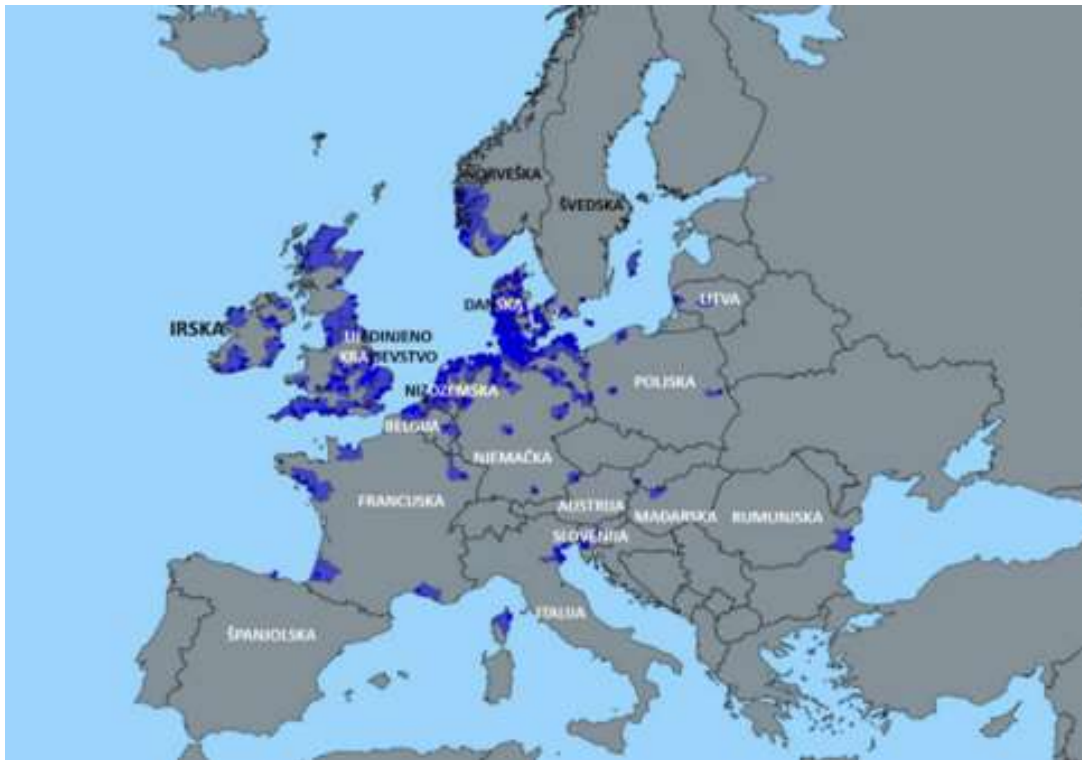 NORVEŠKA
ŠVEDSKA
DANSKA
LITVA
IRSKA
UJEDINJENO
KRALJEVSTVO
NIZOZEMSKA
POLJSKA
BELGIJA
NJEMAČKA
FRANCUSKA
AUSTRIJA
MAĐARSKA
RUMUNJSKA
SLOVENIJA
ITALIJA
ŠPANJOLSKA